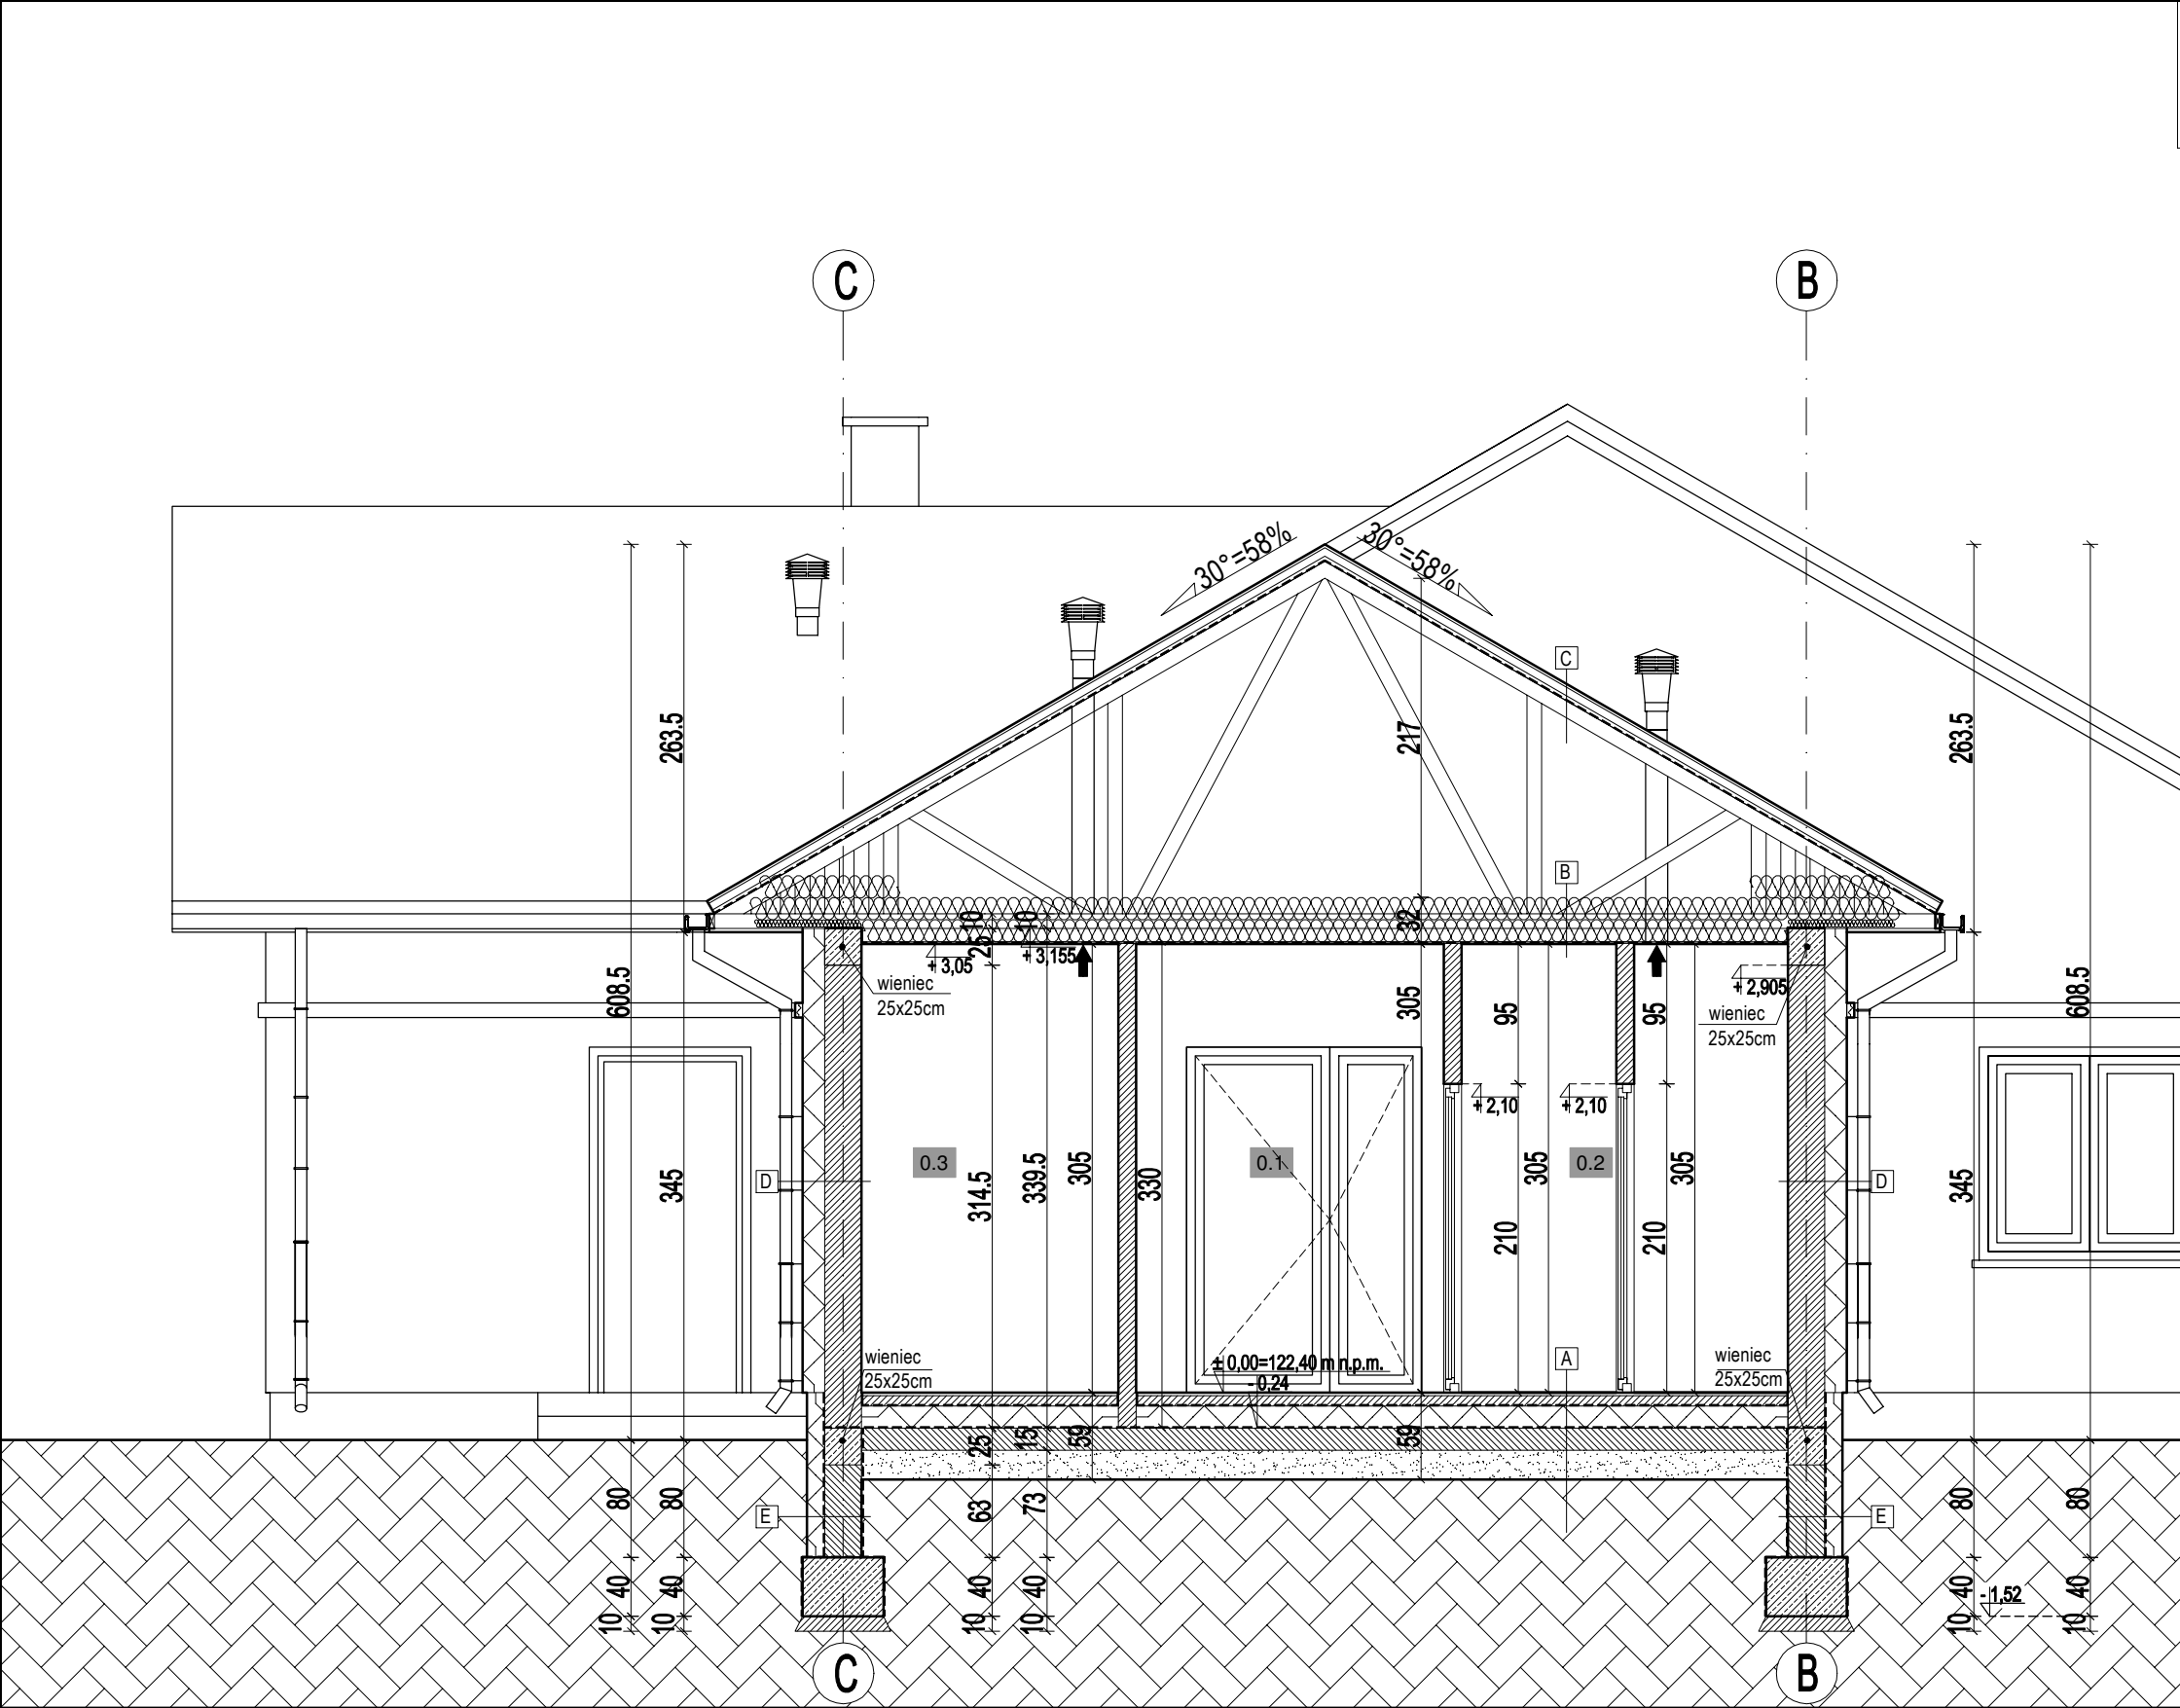 C
B
30°=58%
30°=58%
C
263.5
217
263.5
B
10
10
32
25
+ 3,05
+ 3,155
608.5
wieniec
25x25cm
305
95
95
+ 2,905
wieniec
25x25cm
608.5
+ 2,10
+ 2,10
0.3
0.1
0.2
D
345
314.5
339.5
305
330
305
305
D
345
210
210
wieniec
25x25cm
± 0,00=122,40 m n.p.m.
- 0,24
A
wieniec
25x25cm
25
15
59
59
80
80
63
73
80
80
E
E
40
40
40
40
40
- 1,52
40
10
10
10
10
10
10
C
B